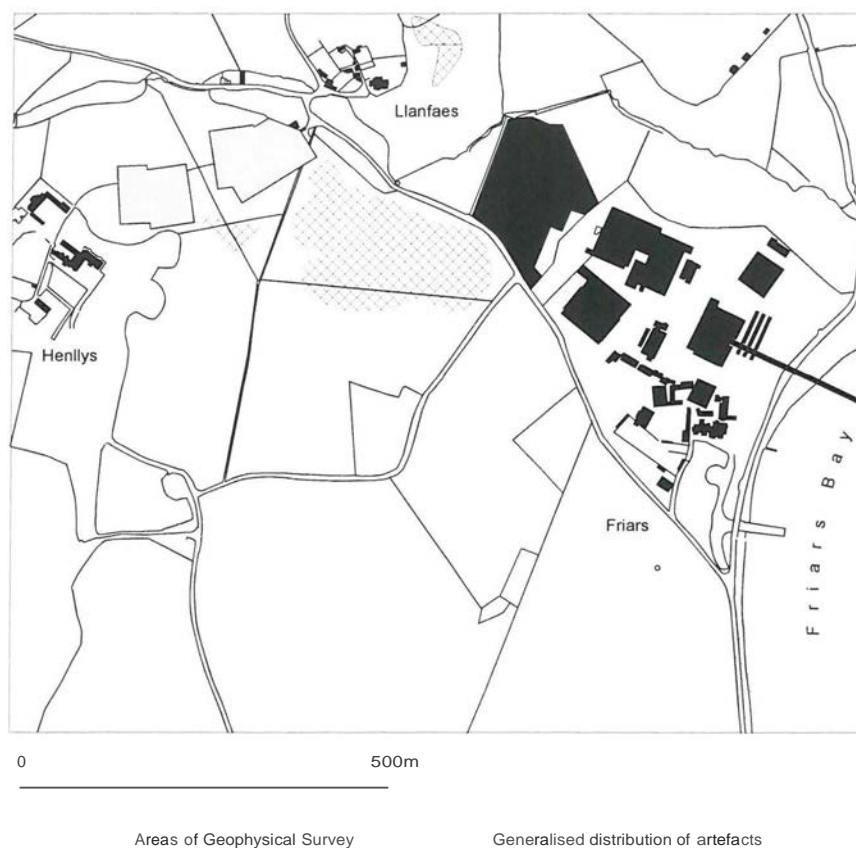 Llanfaes
Henllys
Friars
Friars Bay
0 500m
Areas of Geophysical Survey Generalised distribution of artefacts